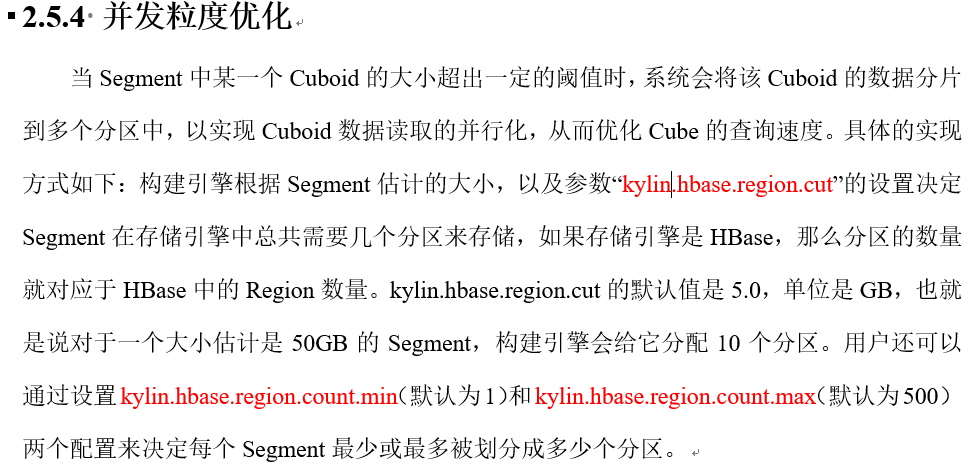 2.5.4 并发粒度优化
当 Segment 中某一个 Cuboid 的大小超出一定的阈值时，系统会将该 Cuboid 的数据分片
到多个分区中，以实现 Cuboid 数据读取的并行化，从而优化 Cube 的查询速度。具体的实现
方式如下：构建引擎根据 Segment 估计的大小，以及参数“kylin.hbase.region.cut”的设置决定
Segment 在存储引擎中总共需要几个分区来存储，如果存储引擎是 HBase，那么分区的数量
就对应于 HBase 中的 Region 数量。kylin.hbase.region.cut 的默认值是 5.0，单位是 GB，也就
是说对于一个大小估计是 50GB 的 Segment，构建引擎会给它分配 10 个分区。用户还可以
通过设置 kylin.hbase.region.count.min（默认为 1）和 kylin.hbase.region.count.max（默认为 500）
两个配置来决定每个 Segment 最少或最多被划分成多少个分区。